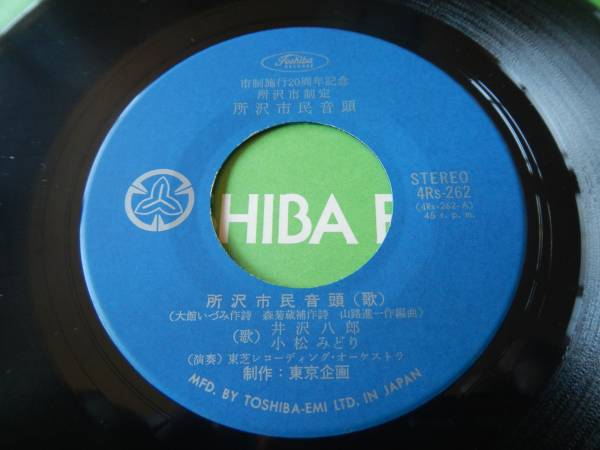 Toshiba
RECORDS
市制施行20周年記念
所沢市制定
所沢市民音頭
STEREO
4RS-262
(4RS-262-A)
45 r.p.m.
HIBA
所沢市民音頭(歌)
(大館いづみ作詩 森菊蔵補作詩 山路進一作編曲)
(歌) 井沢八郎
小松みどり
(演奏) 東芝レコーディング・オーケストラ
制作：東京企画
MFD. BY TOSHIBA-EMI LTD. IN JAPAN